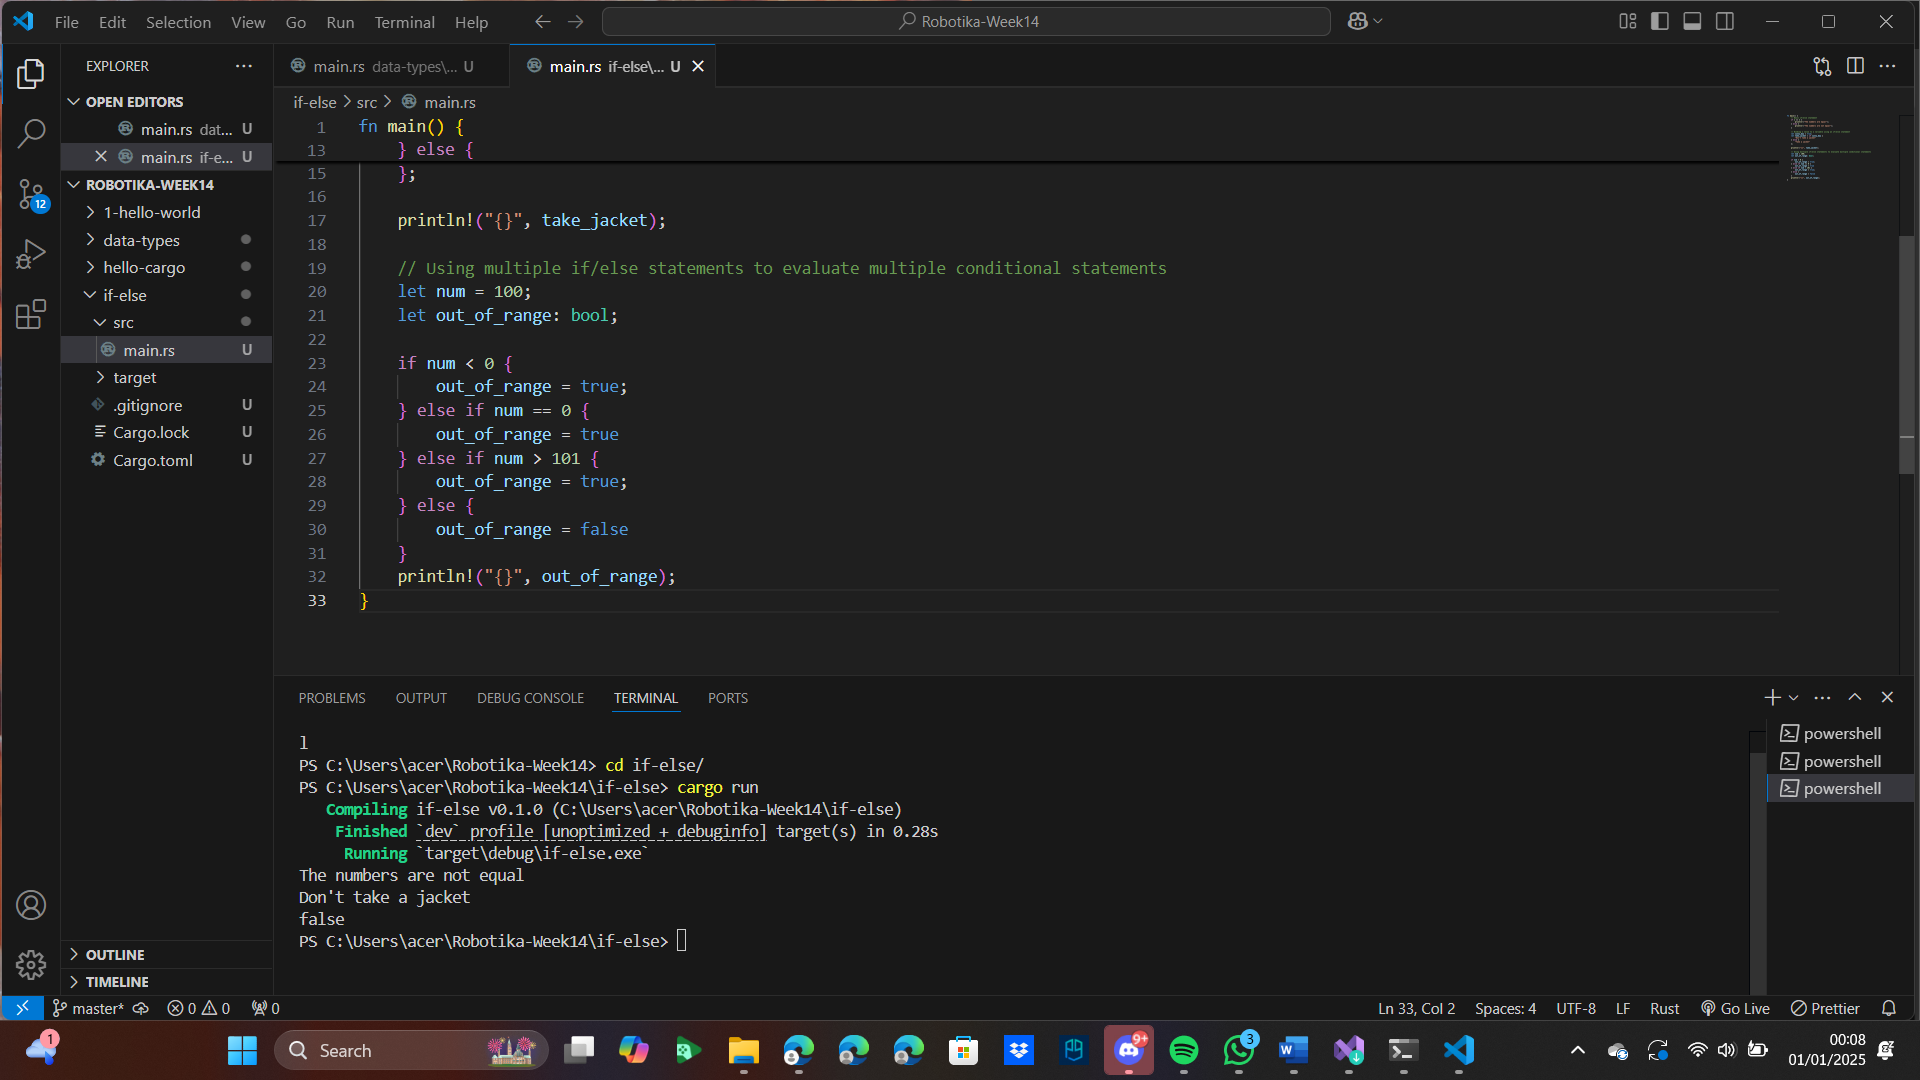 File Edit Selection View Go Run Terminal Help
Robotika-Week14
EXPLORER
OPEN EDITORS
main.rs dat... U
main.rs if-e... U
ROBOTIKA-WEEK14
1-hello-world
data-types
hello-cargo
if-else
src
main.rs U
target
.gitignore U
Cargo.lock U
Cargo.toml U
OUTLINE
TIMELINE
12
main.rs data-types\... U
main.rs if-else\... U
if-else > src > main.rs
1 fn main() {
13 } else {
15 };
16
17 println!("{}", take_jacket);
18
19 // Using multiple if/else statements to evaluate multiple conditional statements
20 let num = 100;
21 let out_of_range: bool;
22
23 if num < 0 {
24 out_of_range = true;
25 } else if num == 0 {
26 out_of_range = true
27 } else if num > 101 {
28 out_of_range = true;
29 } else {
30 out_of_range = false
31 }
32 println!("{}", out_of_range);
33 }
PROBLEMS OUTPUT DEBUG CONSOLE TERMINAL PORTS
l
PS C:\Users\acer\Robotika-Week14> cd if-else/
PS C:\Users\acer\Robotika-Week14\if-else> cargo run
Compiling if-else v0.1.0 (C:\Users\acer\Robotika-Week14\if-else)
Finished `dev` profile [unoptimized + debuginfo] target(s) in 0.28s
Running `target\debug\if-else.exe`
The numbers are not equal
Don't take a jacket
false
PS C:\Users\acer\Robotika-Week14\if-else>
powershell
powershell
powershell
master* 0 0 0
Ln 33, Col 2 Spaces: 4 UTF-8 LF Rust Go Live Prettier
1
Search
9+
3
00:08
01/01/2025